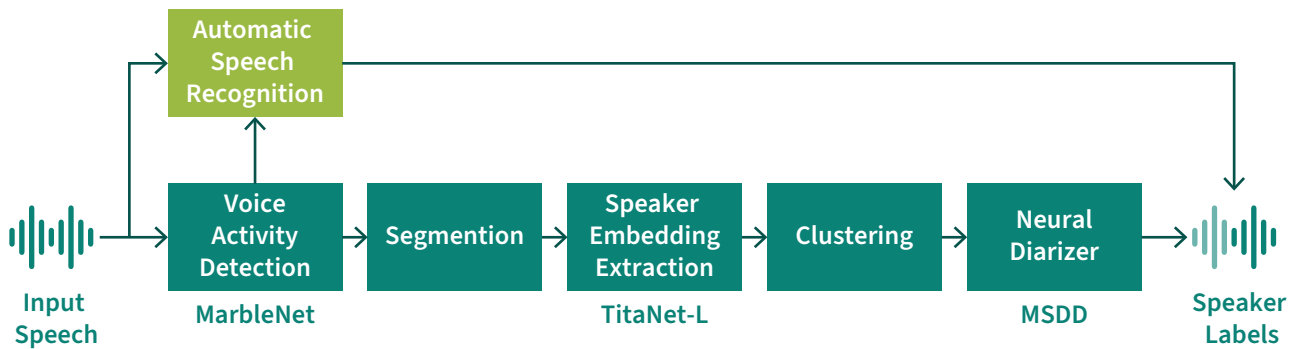 Automatic
Speech
Recognition
Voice
Activity
Detection
Segmention
Speaker
Embedding
Extraction
Clustering
Neural
Diarizer
Input
Speech
MarbleNet
TitaNet-L
MSDD
Speaker
Labels